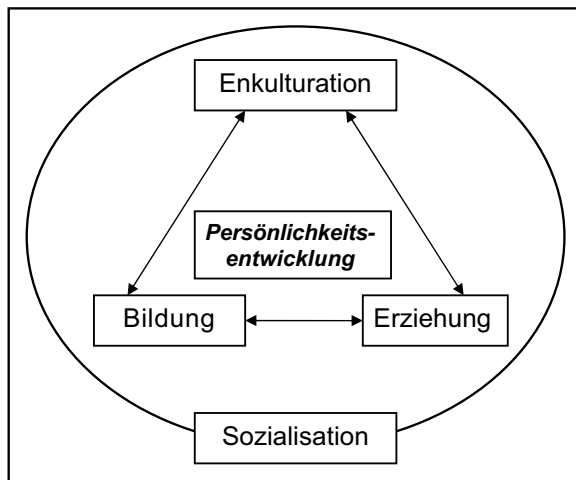 Enkulturation
Persönlichkeits-
entwicklung
Bildung
Erziehung
Sozialisation